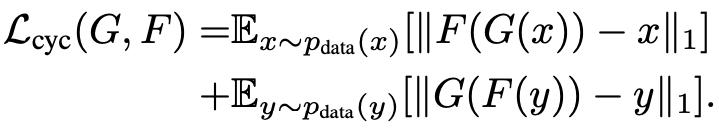 ℒ_cyc(G, F) = 𝔼_{x∼p_data(x)}[‖F(G(x)) − x‖₁]
+ 𝔼_{y∼p_data(y)}[‖G(F(y)) − y‖₁].